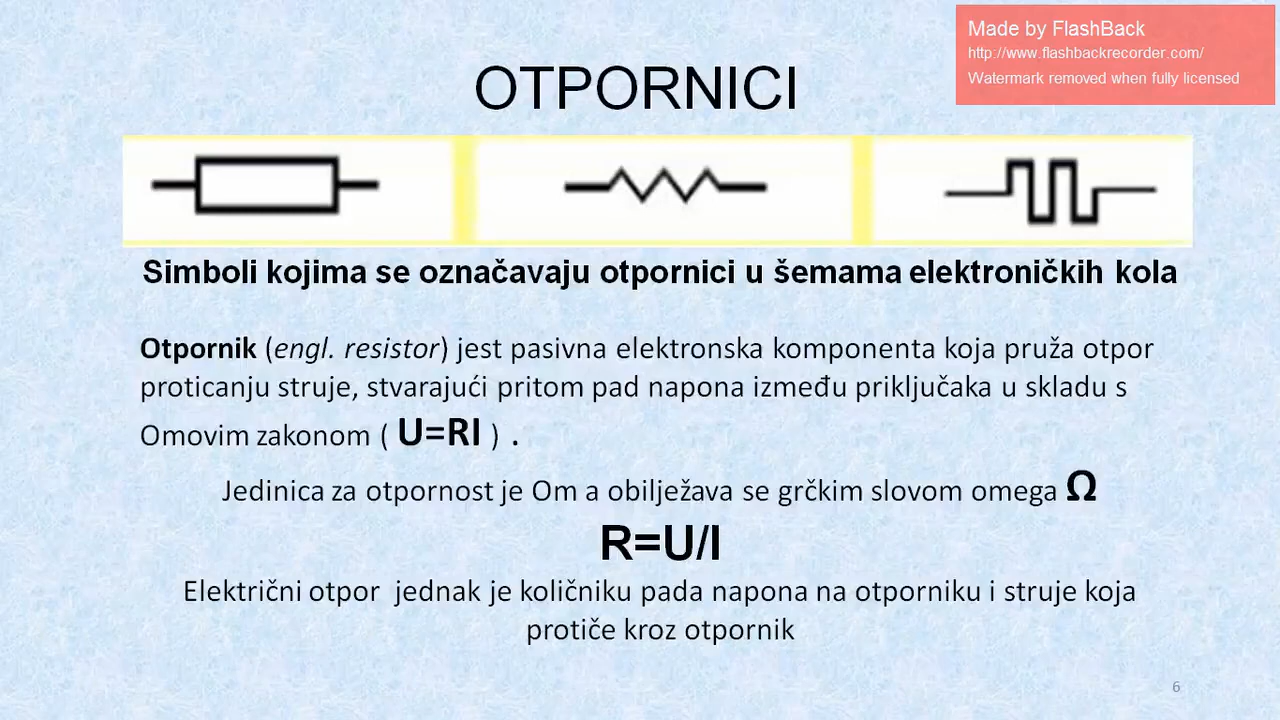 Made by FlashBack
http://www.flashbackrecorder.com/
Watermark removed when fully licensed
OTPORNICI
Simboli kojima se označavaju otpornici u šemama elektroničkih kola
Otpornik (engl. resistor) jest pasivna elektronska komponenta koja pruža otpor
proticanju struje, stvarajući pritom pad napona između priključaka u skladu s
Omovim zakonom ( U=RI ) .
Jedinica za otpornost je Om a obilježava se grčkim slovom omega Ω
R=U/I
Električni otpor  jednak je količniku pada napona na otporniku i struje koja
protiče kroz otpornik
6